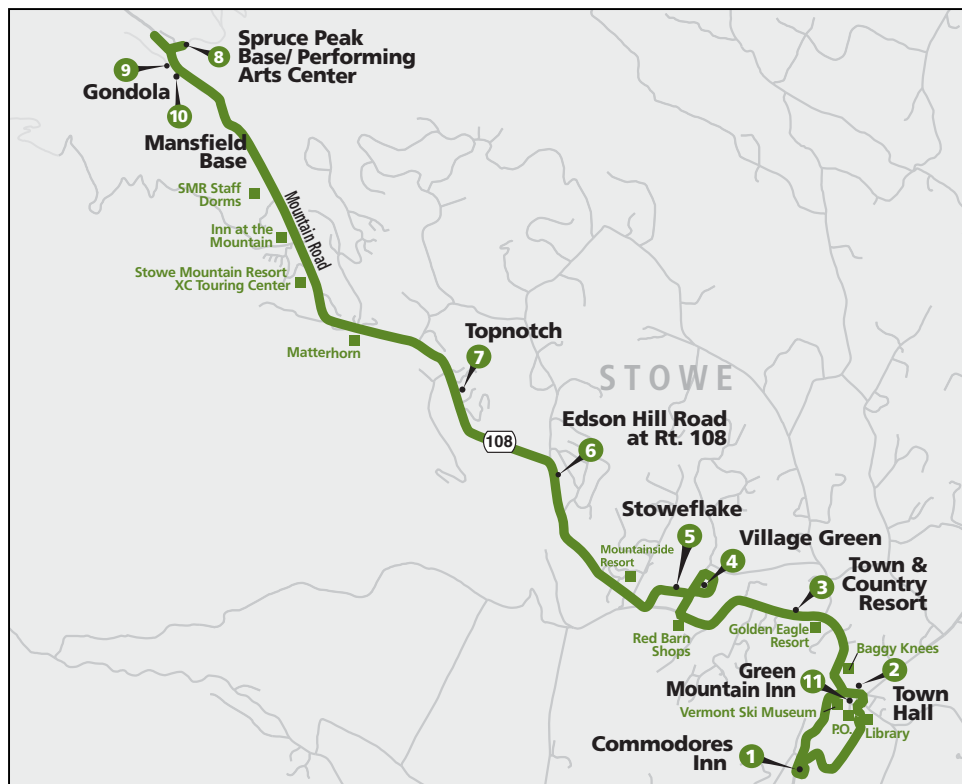 Spruce Peak
Base/ Performing
Arts Center
8
9
Gondola
10
Mansfield
Base
SMR Staff
Dorms
Mountain Road
Inn at the
Mountain
Stowe Mountain Resort
XC Touring Center
Matterhorn
Topnotch
7
STOWE
108
Edson Hill Road
at Rt. 108
6
Stoweflake
5
Mountainside
Resort
Village Green
4
Town &
Country
Resort
3
Red Barn
Shops
Golden Eagle
Resort
Baggy Knees
2
Town
Hall
Green
Mountain Inn
11
Vermont Ski Museum
P.O.
Library
Commodores
Inn
1